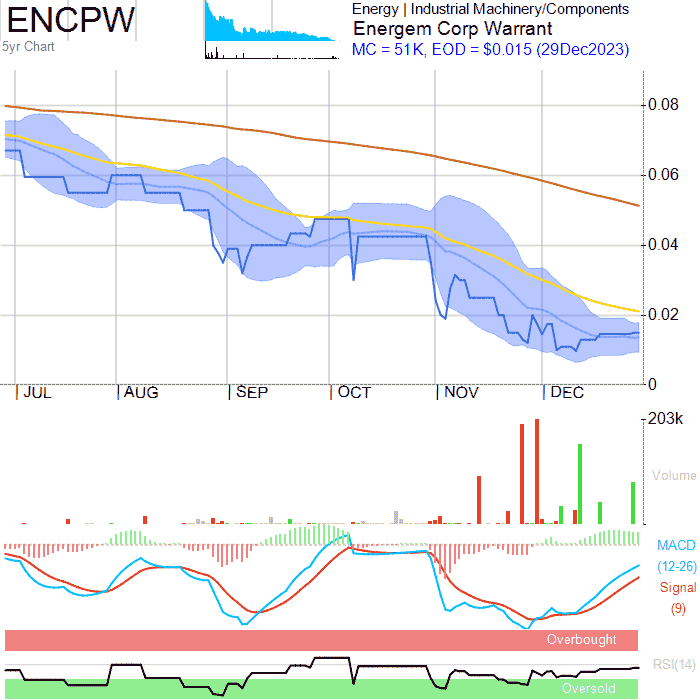 ENCPW
5yr Chart
Energy | Industrial Machinery/Components
Energem Corp Warrant
MC = 51K, EOD = $0.015 (29Dec2023)
0.08
0.06
0.04
0.02
0
JUL AUG SEP OCT NOV DEC
203k
Volume
MACD
(12-26)
Signal
(9)
Overbought
RSI(14)
Oversold